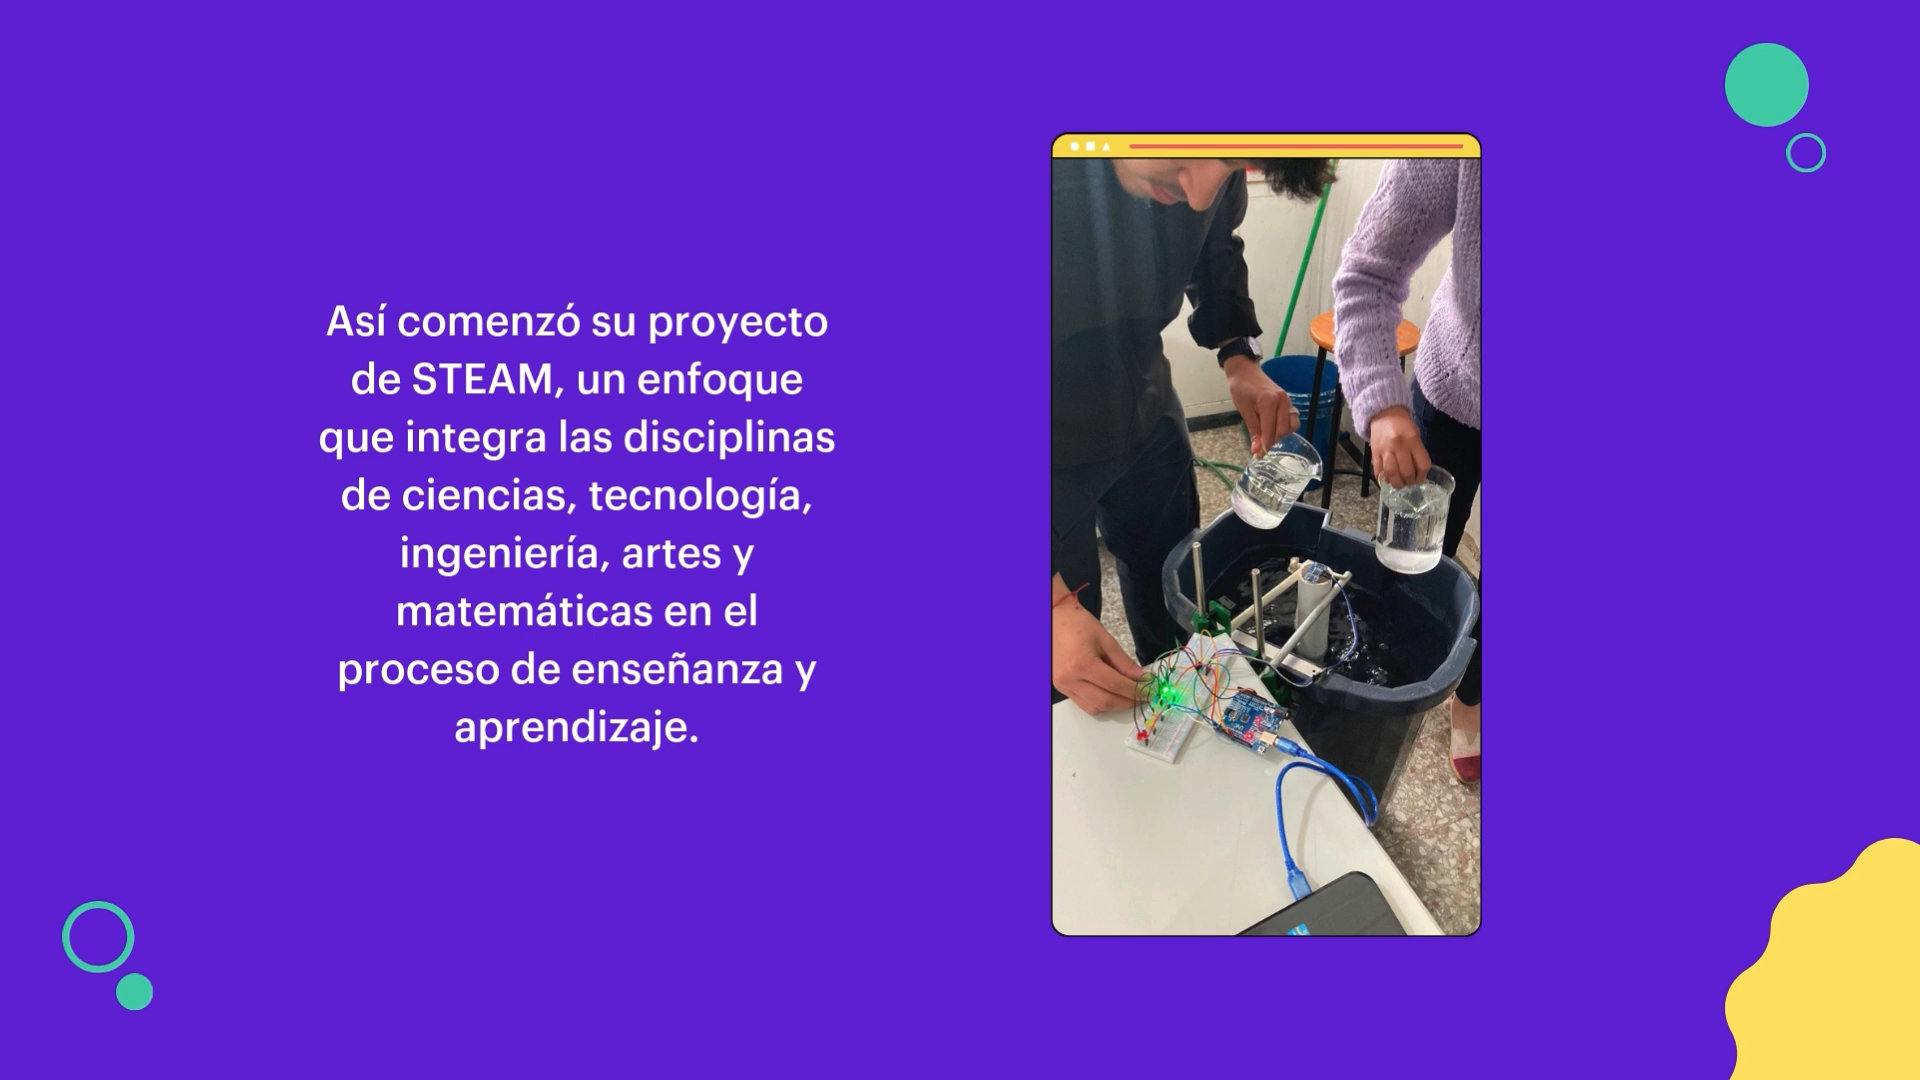 Así comenzó su proyecto
de STEAM, un enfoque
que integra las disciplinas
de ciencias, tecnología,
ingeniería, artes y
matemáticas en el
proceso de enseñanza y
aprendizaje.